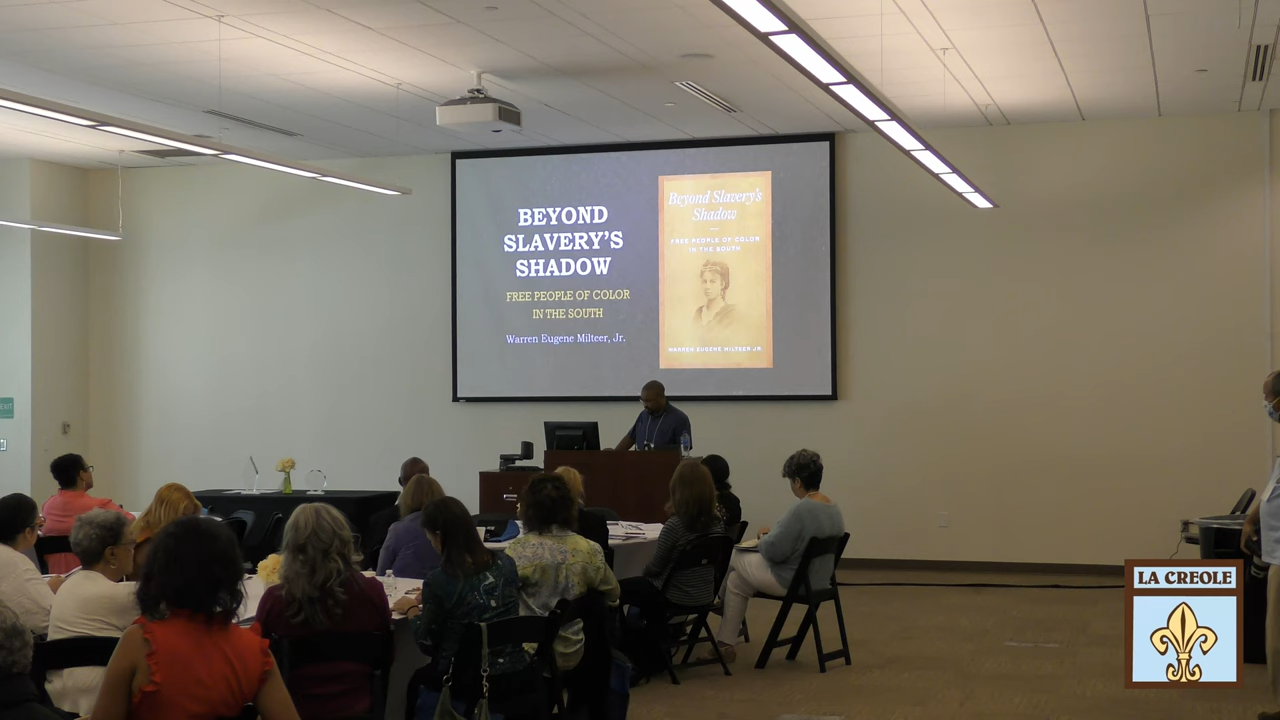 BEYOND
SLAVERY'S
SHADOW
FREE PEOPLE OF COLOR
IN THE SOUTH
Warren Eugene Milteer, Jr.
Beyond Slavery's
Shadow
FREE PEOPLE OF COLOR
IN THE SOUTH
WARREN EUGENE MILTEER JR.
EXIT
LA CREOLE